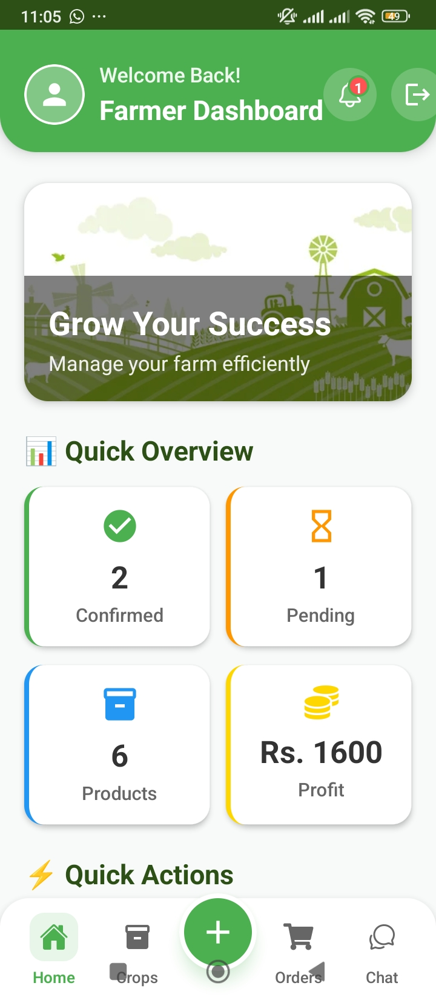 11:05
49
Welcome Back!
Farmer Dashboard
1
Grow Your Success
Manage your farm efficiently
Quick Overview
2
Confirmed
1
Pending
6
Products
Rs. 1600
Profit
Quick Actions
Home
Crops
Orders
Chat